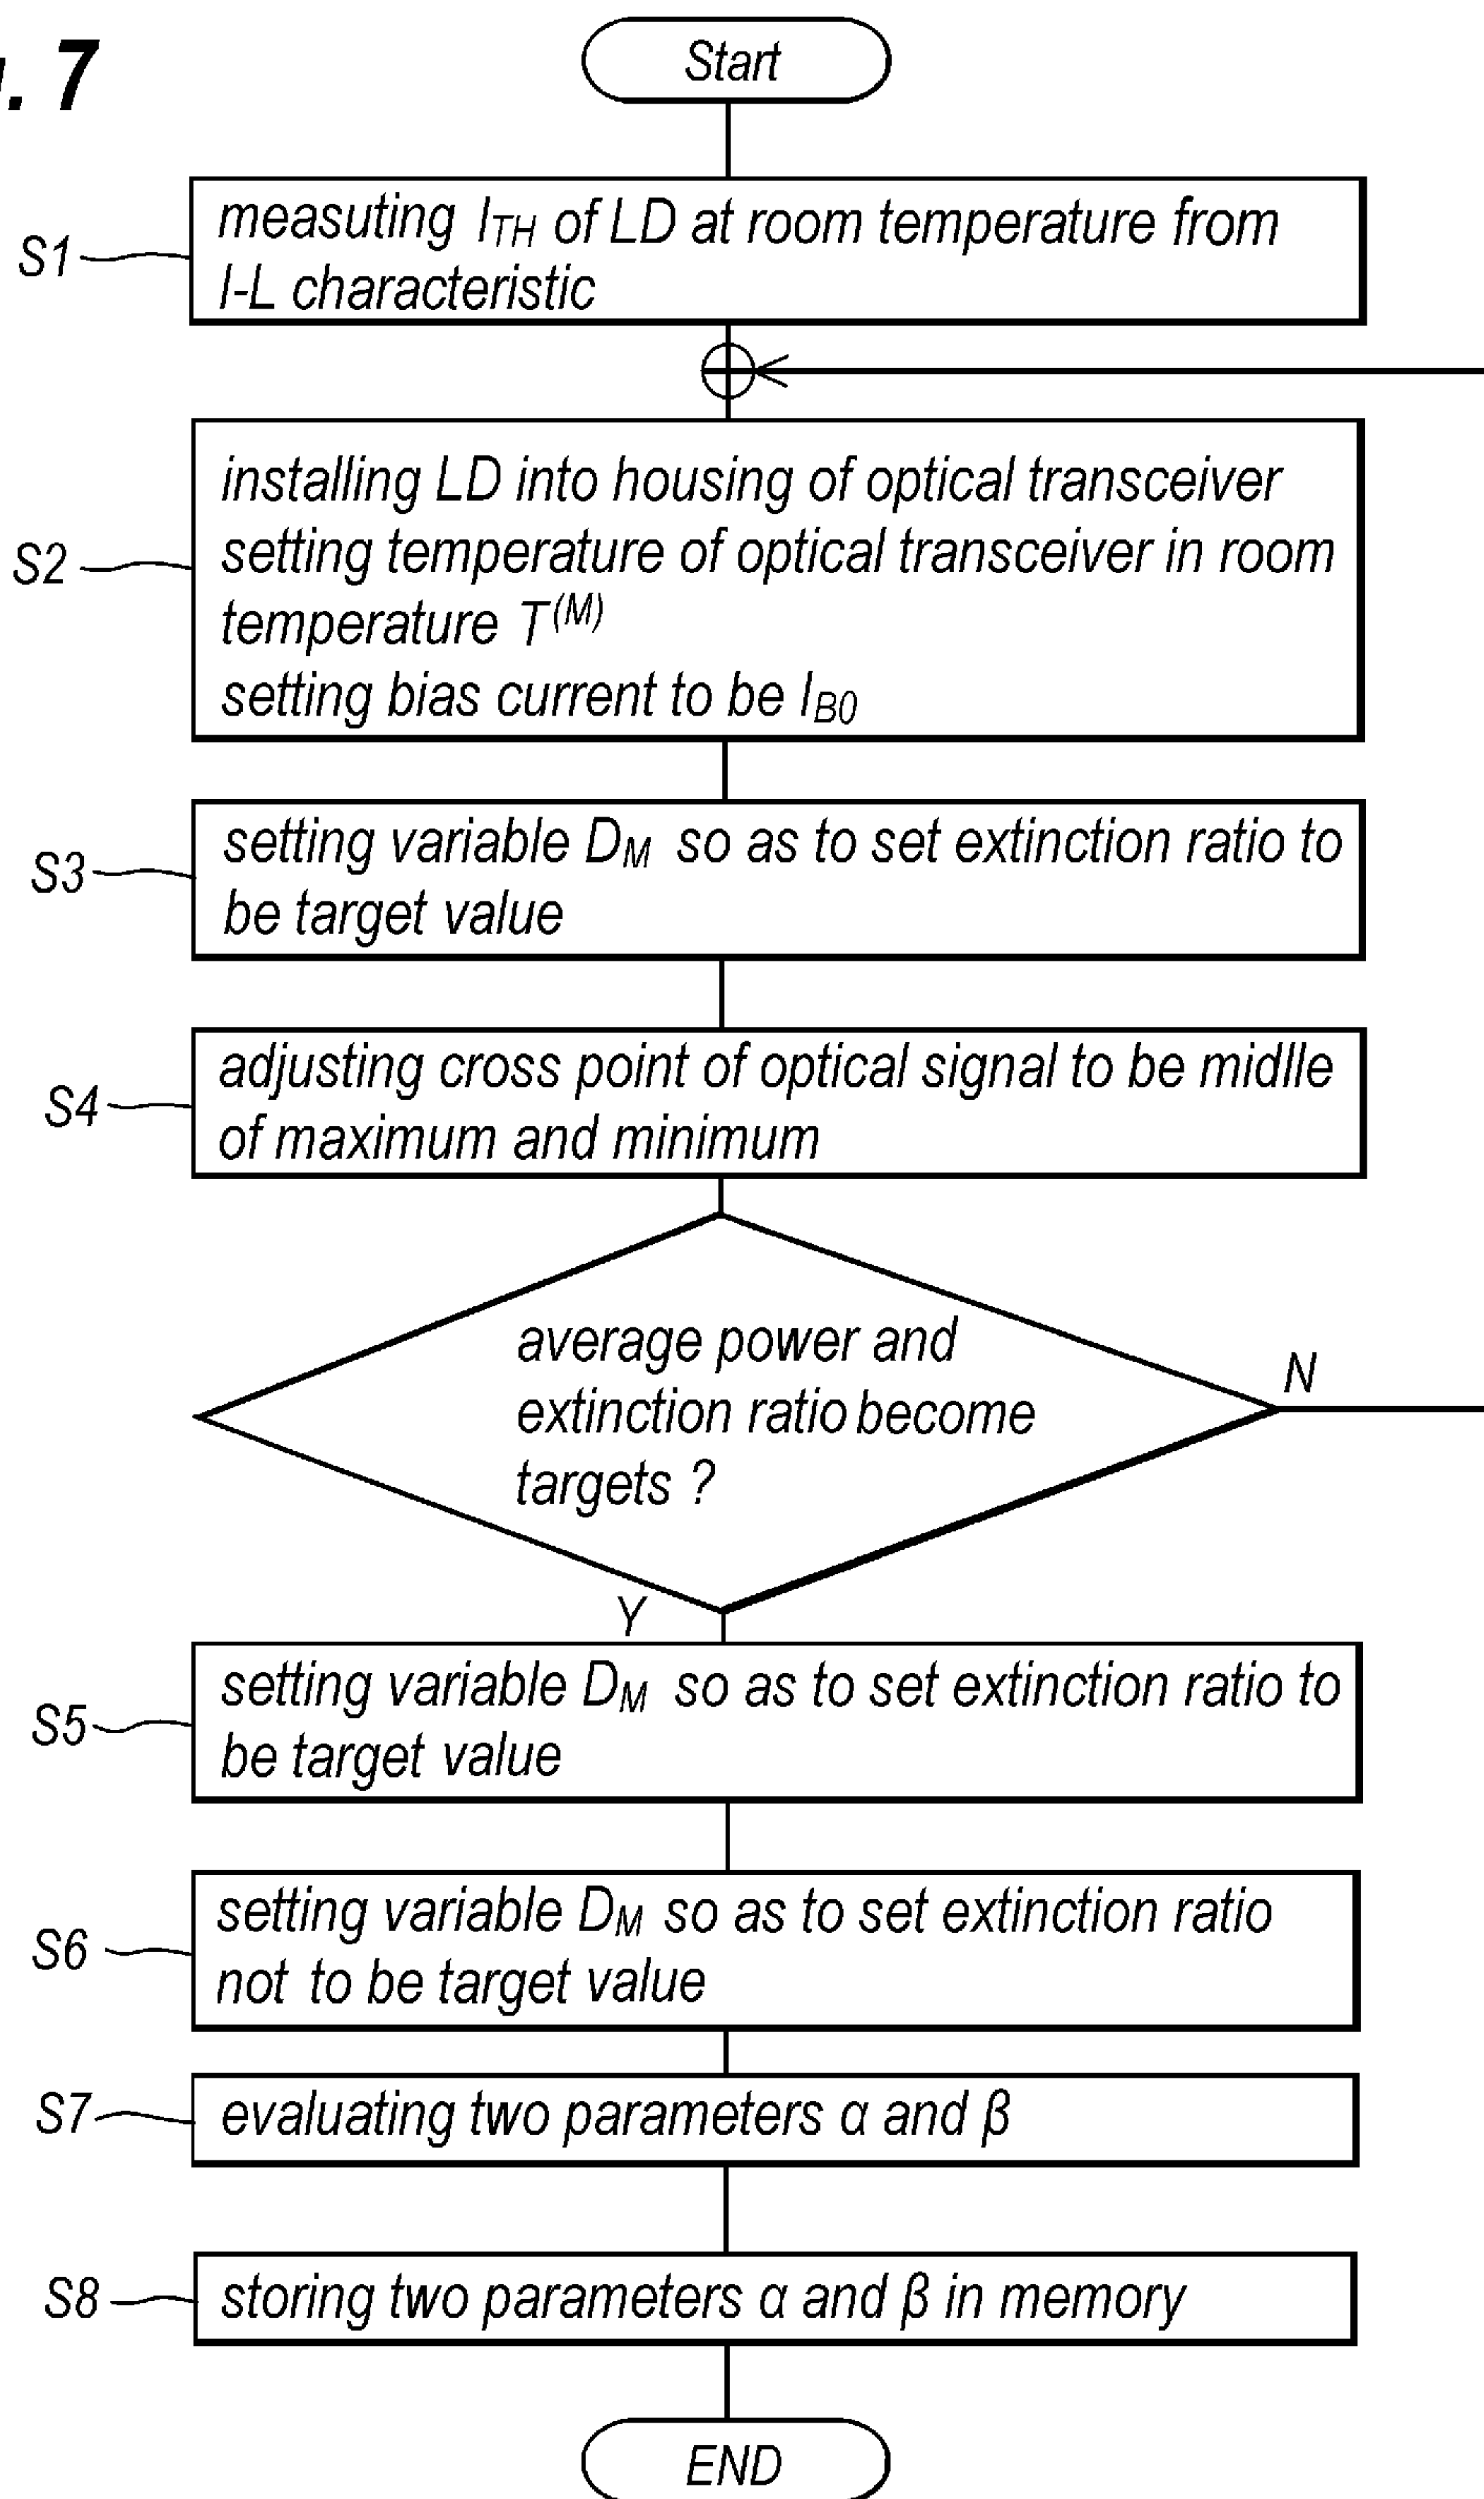 . 7
Start
S1
measuting I_TH of LD at room temperature from
I-L characteristic
S2
installing LD into housing of optical transceiver
setting temperature of optical transceiver in room
temperature T^(M)
setting bias current to be I_B0
S3
setting variable D_M so as to set extinction ratio to
be target value
S4
adjusting cross point of optical signal to be midlle
of maximum and minimum
average power and
extinction ratio become
targets ?
N
Y
S5
setting variable D_M so as to set extinction ratio to
be target value
S6
setting variable D_M so as to set extinction ratio
not to be target value
S7
evaluating two parameters α and β
S8
storing two parameters α and β in memory
END